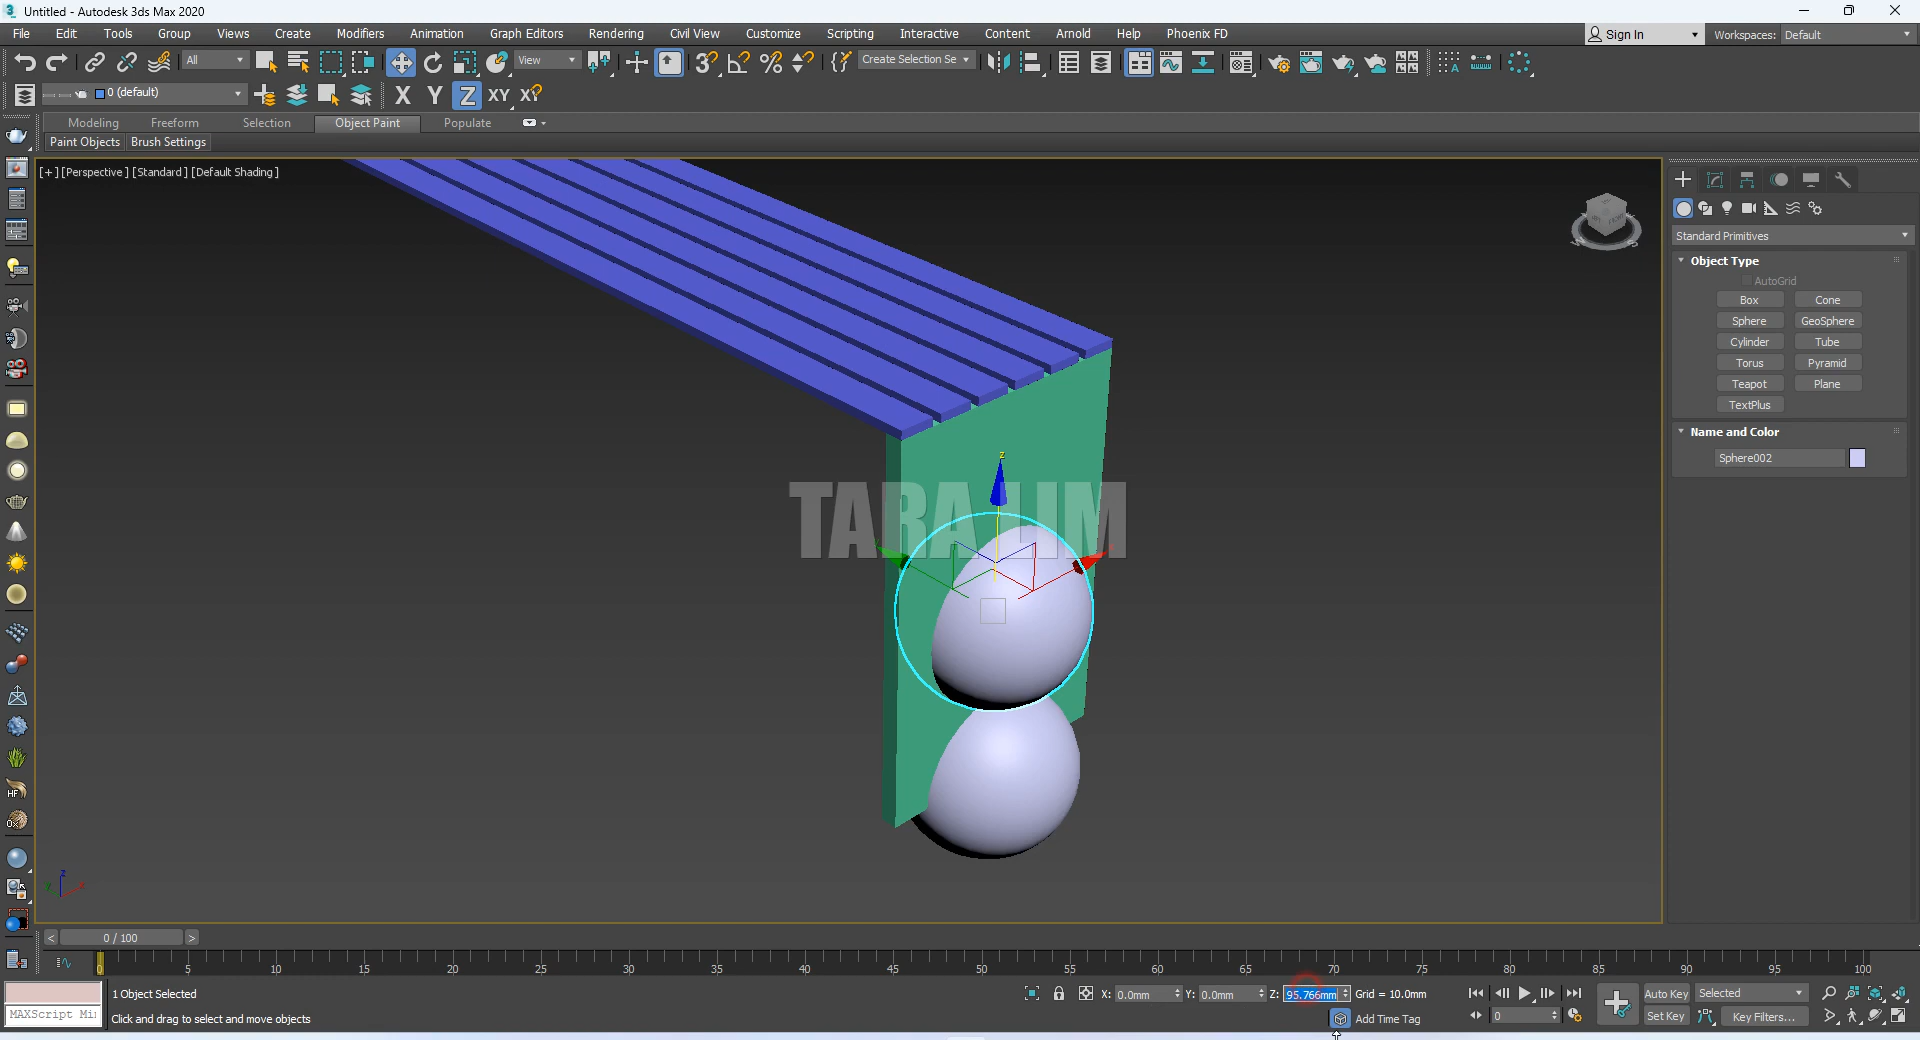 Untitled - Autodesk 3ds Max 2020
File Edit Tools Group Views Create Modifiers Animation Graph Editors Rendering Civil View Customize Scripting Interactive Content Arnold Help Phoenix FD
Sign In Workspaces: Default
All View Create Selection Se
0 (default) X Y Z XY XY
Modeling Freeform Selection Object Paint Populate
Paint Objects Brush Settings
[+] [Perspective ] [Standard ] [Default Shading ]
Standard Primitives
Object Type
AutoGrid
Box Cone
Sphere GeoSphere
Cylinder Tube
Torus Pyramid
Teapot Plane
TextPlus
Name and Color
Sphere002
z
TARA LIM
z
0 / 100
0 5 10 15 20 25 30 35 40 45 50 55 60 65 70 75 80 85 90 95 100
1 Object Selected X: 0.0mm Y: 0.0mm Z: 95.766mm Grid = 10.0mm Auto Key Selected
MAXScript Mi Click and drag to select and move objects Add Time Tag 0 Set Key Key Filters...